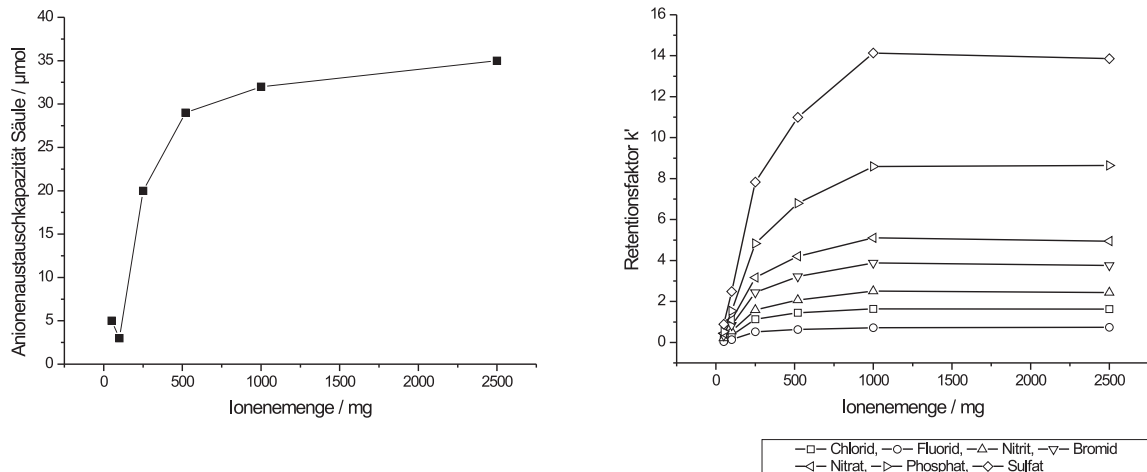 Anionenaustauschkapazität Säule / µmol
40
35
30
25
20
15
10
5
0
0 500 1000 1500 2000 2500
Ionenemenge / mg
Retentionsfaktor k'
16
14
12
10
8
6
4
2
0
0 500 1000 1500 2000 2500
Ionenemenge / mg
Chlorid, Fluorid, Nitrit, Bromid
Nitrat, Phosphat, Sulfat